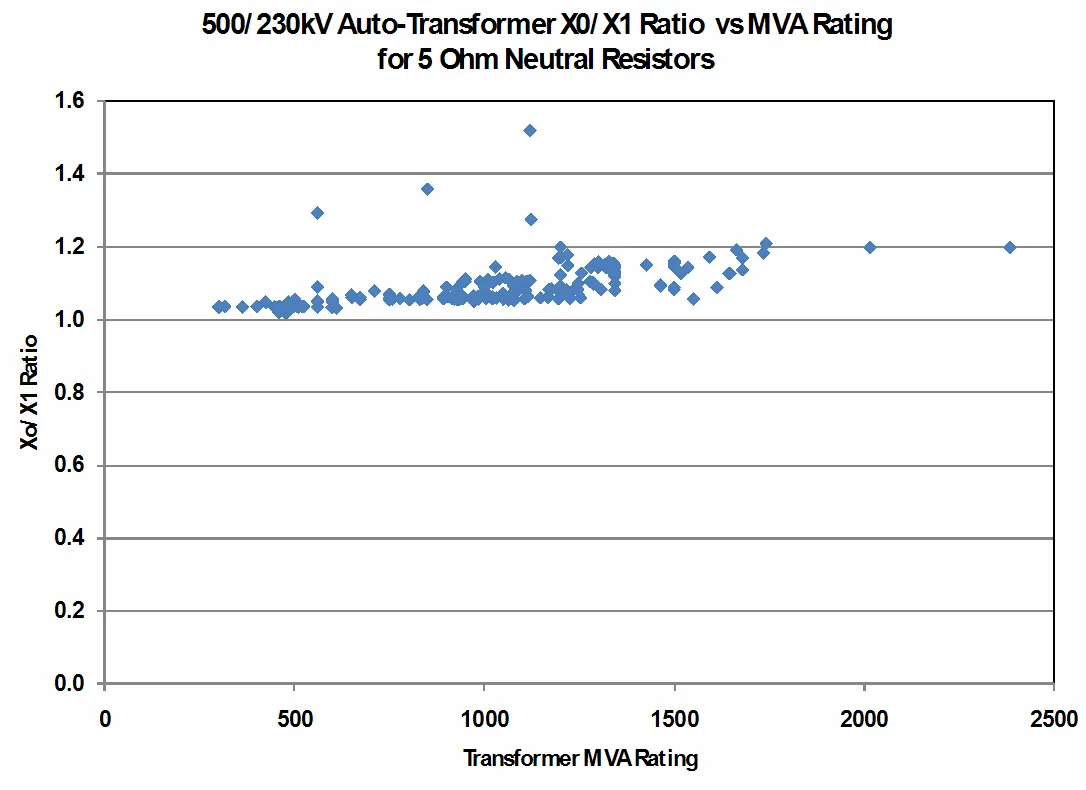 500/230kV Auto-Transformer X0/X1 Ratio vs MVA Rating
for 5 Ohm Neutral Resistors
1.6
1.4
1.2
1.0
0.8
0.6
0.4
0.2
0.0
Xo/X1 Ratio
0 500 1000 1500 2000 2500
Transformer MVA Rating